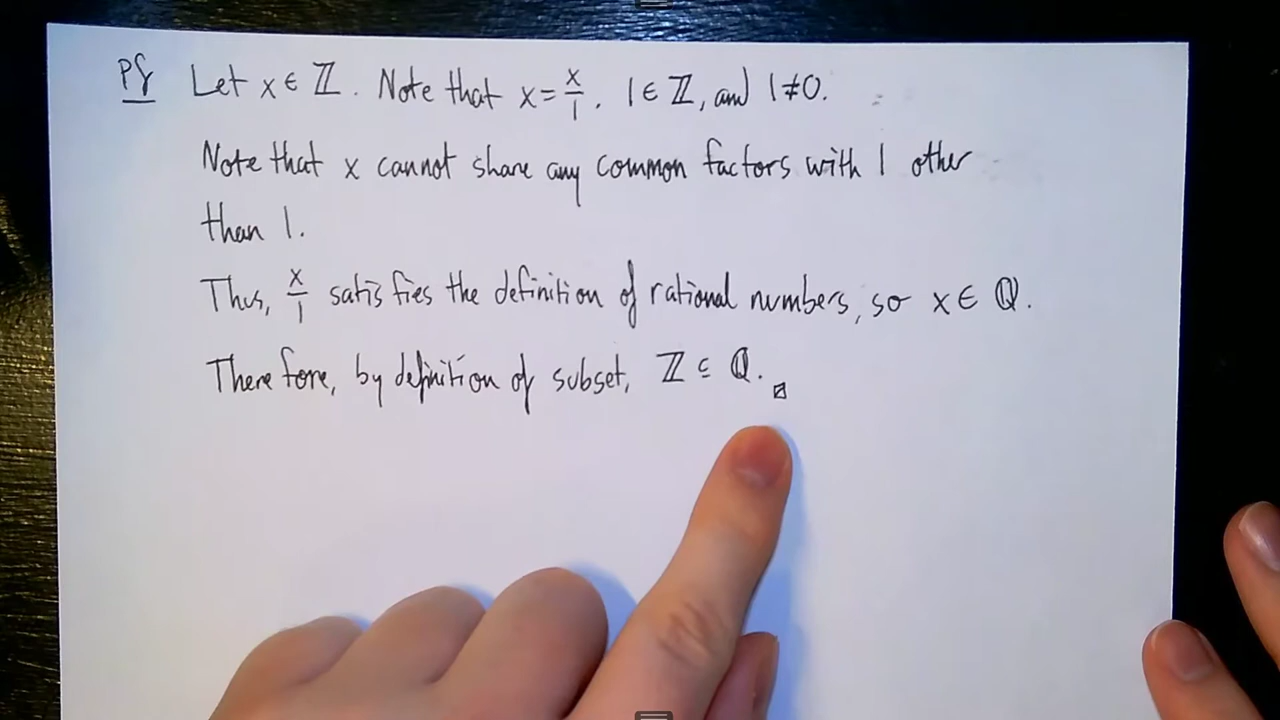 Pf Let x ∈ ℤ. Note that x = x/1, 1 ∈ ℤ, and 1 ≠ 0.
Note that x cannot share any common factors with 1 other
than 1.
Thus, x/1 satisfies the definition of rational numbers, so x ∈ ℚ.
Therefore, by definition of subset, ℤ ⊆ ℚ. □